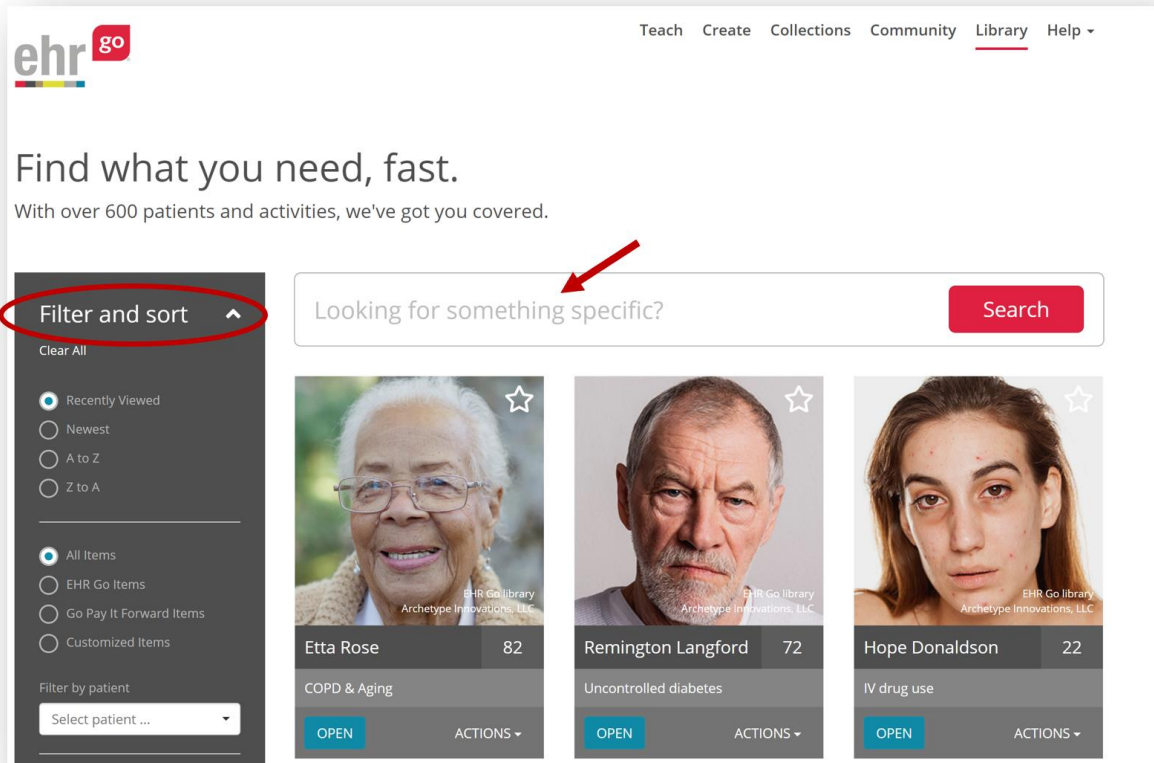 ehr go
Teach Create Collections Community Library Help
Find what you need, fast.
With over 600 patients and activities, we've got you covered.
Filter and sort
Clear All
Recently Viewed
Newest
A to Z
Z to A
All Items
EHR Go Items
Go Pay It Forward Items
Customized Items
Filter by patient
Select patient ...
Looking for something specific?
Search
EHR Go library
Archetype Innovations, LLC
Etta Rose 82
COPD & Aging
OPEN ACTIONS
EHR Go library
Archetype Innovations, LLC
Remington Langford 72
Uncontrolled diabetes
OPEN ACTIONS
EHR Go library
Archetype Innovations, LLC
Hope Donaldson 22
IV drug use
OPEN ACTIONS